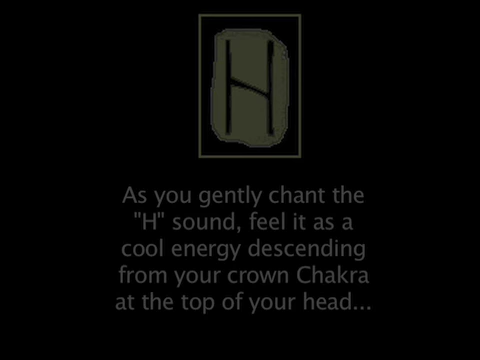 H
As you gently chant the
"H" sound, feel it as a
cool energy descending
from your crown Chakra
at the top of your head...